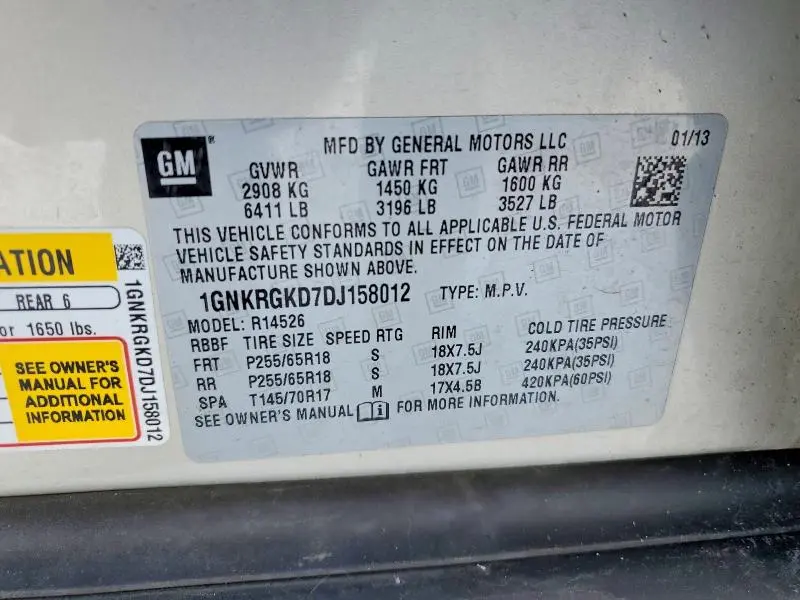 GM
MFD BY GENERAL MOTORS LLC 01/13
GVWR GAWR FRT GAWR RR
2908 KG 1450 KG 1600 KG
6411 LB 3196 LB 3527 LB
THIS VEHICLE CONFORMS TO ALL APPLICABLE U.S. FEDERAL MOTOR
VEHICLE SAFETY STANDARDS IN EFFECT ON THE DATE OF
MANUFACTURE SHOWN ABOVE.
1GNKRGKD7DJ158012 TYPE: M.P.V.
MODEL: R14526
RBBF TIRE SIZE SPEED RTG RIM COLD TIRE PRESSURE
FRT P255/65R18 S 18X7.5J 240KPA(35PSI)
RR P255/65R18 S 18X7.5J 240KPA(35PSI)
SPA T145/70R17 M 17X4.5B 420KPA(60PSI)
SEE OWNER'S MANUAL FOR MORE INFORMATION.
ATION
REAR 6
or 1650 lbs.
SEE OWNER'S
MANUAL FOR
ADDITIONAL
INFORMATION
1GNKRGKD7DJ158012